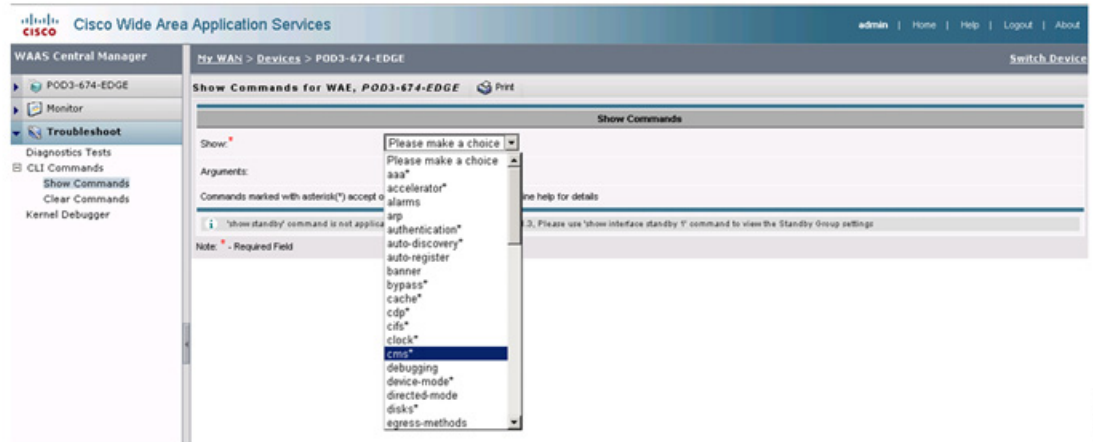 CISCO Cisco Wide Area Application Services admin | Home | Help | Logout | About
WAAS Central Manager
My WAN > Devices > POD3-674-EDGE Switch Device
POD3-674-EDGE
Monitor
Troubleshoot
Diagnostics Tests
CLI Commands
Show Commands
Clear Commands
Kernel Debugger
Show Commands for WAE, POD3-674-EDGE Print
Show Commands
Show:* Please make a choice
Arguments:
Commands marked with asterisk(*) accept ine help for details
'show standby' command is not applica .3, Please use 'show interface standby 1' command to view the Standby Group settings
Note: * - Required Field
Please make a choice
aaa*
accelerator*
alarms
arp
authentication*
auto-discovery*
auto-register
banner
bypass*
cache*
cdp*
cifs*
clock*
cms*
debugging
device-mode*
directed-mode
disks*
egress-methods